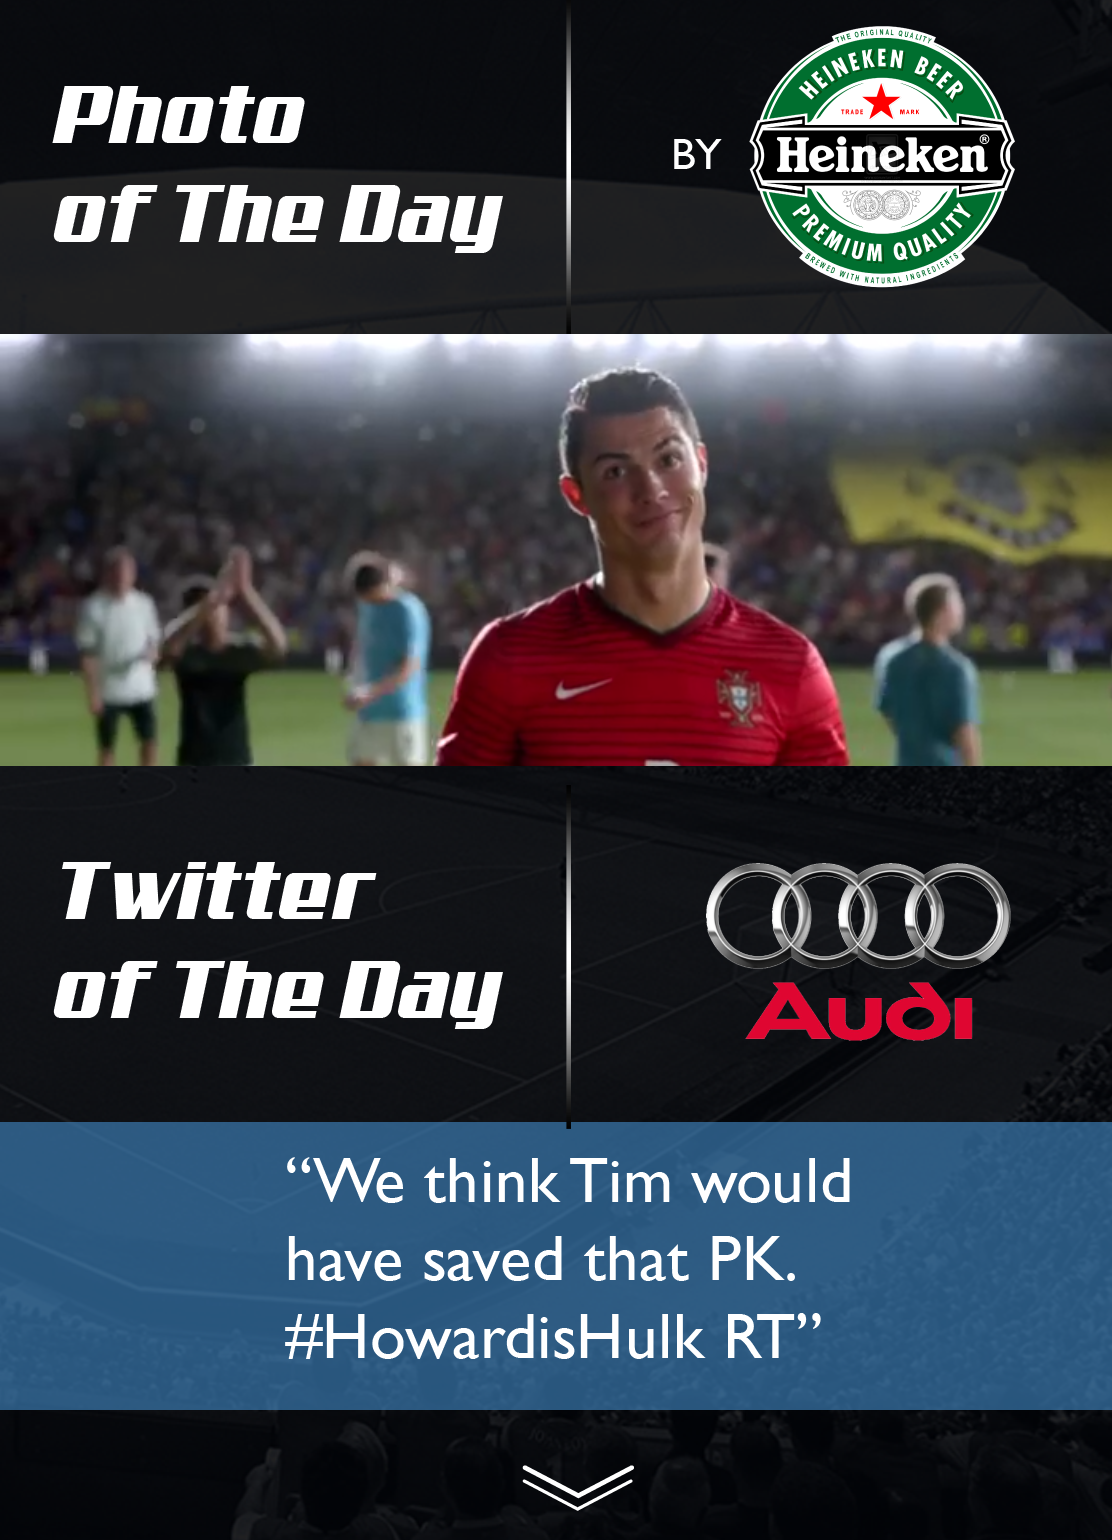 Photo
of The Day
BY
THE ORIGINAL QUALITY
HEINEKEN BEER
TRADE MARK
Heineken®
PREMIUM QUALITY
BREWED WITH NATURAL INGREDIENTS
Twitter
of The Day
Audi
“We think Tim would
have saved that PK.
#HowardisHulk RT”